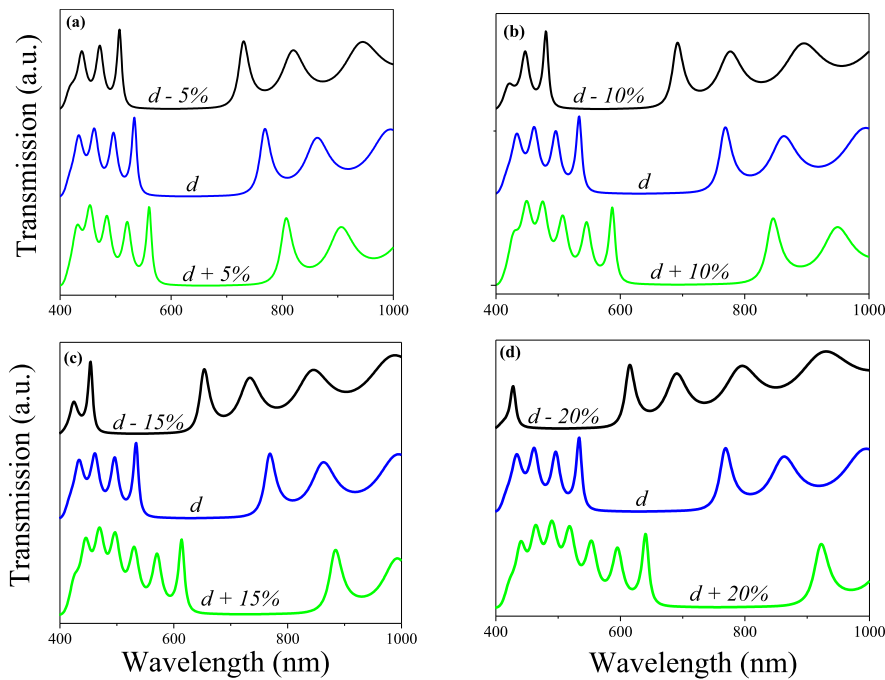 (a)
d - 5%
d
d + 5%
400 600 800 1000
Transmission (a.u.)
(b)
d - 10%
d
d + 10%
400 600 800 1000
(c)
d - 15%
d
d + 15%
400 600 800 1000
Transmission (a.u.)
Wavelength (nm)
(d)
d - 20%
d
d + 20%
400 600 800 1000
Wavelength (nm)